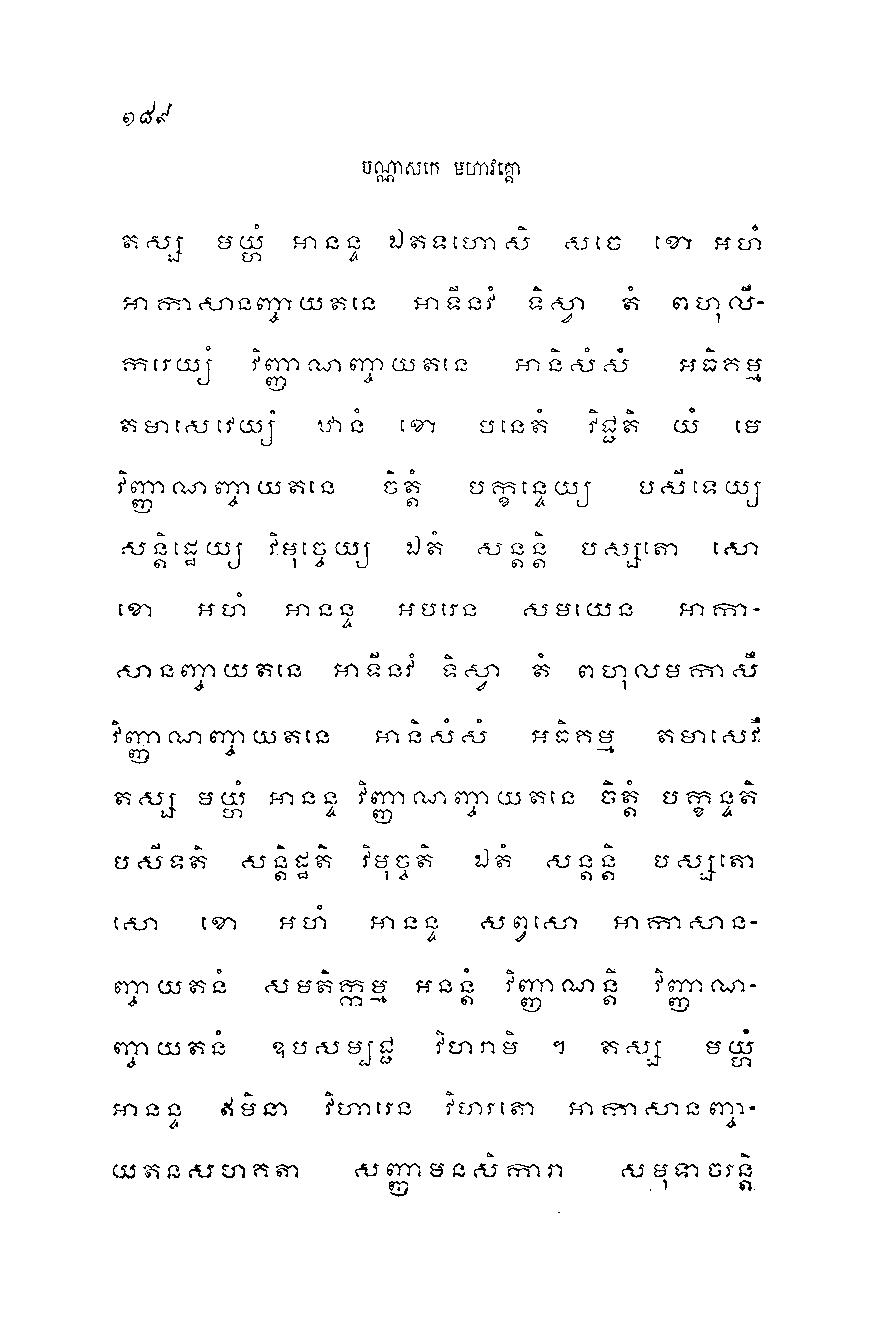 ១៨៩
បណ្ណាសកេ មហាវគ្គោ
តស្ស មយ្ហំ អានន្ទ ឯតទហោសិ សចេ ខោ អហំ
អាកាសានញ្ចាយតនេ អាទីនវំ ទិស្វា តំ ពហុលី-
ករេយ្យំ វិញ្ញាណញ្ចាយតនេ អានិសំសំ អធិគម្ម
តមាសេវេយ្យំ ឋានំ ខោ បនេតំ វិជ្ជតិ យំ មេ
វិញ្ញាណញ្ចាយតនេ ចិត្តំ បក្ខន្ទេយ្យ បសីទេយ្យ
សន្តិដ្ឋេយ្យ វិមុច្ចេយ្យ ឯតំ សន្តន្តិ បស្សតោ សោ
ខោ អហំ អានន្ទ អបរេន សមយេន អាកា-
សានញ្ចាយតនេ អាទីនវំ ទិស្វា តំ ពហុលមកាសឹ
វិញ្ញាណញ្ចាយតនេ អានិសំសំ អធិគម្ម តមាសេវឹ
តស្ស មយ្ហំ អានន្ទ វិញ្ញាណញ្ចាយតនេ ចិត្តំ បក្ខន្ទតិ
បសីទតិ សន្តិដ្ឋតិ វិមុច្ចតិ ឯតំ សន្តន្តិ បស្សតោ
សោ ខោ អហំ អានន្ទ សព្វសោ អាកាសាន-
ញ្ចាយតនំ សមតិក្កម្ម អនន្តំ វិញ្ញាណន្តិ វិញ្ញាណ-
ញ្ចាយតនំ ឧបសម្បជ្ជ វិហរាមិ ។ តស្ស មយ្ហំ
អានន្ទ ឥមិនា វិហារេន វិហរតោ អាកាសានញ្ចា-
យតនសហគតា សញ្ញាមនសិការា សមុទាចរន្តិ